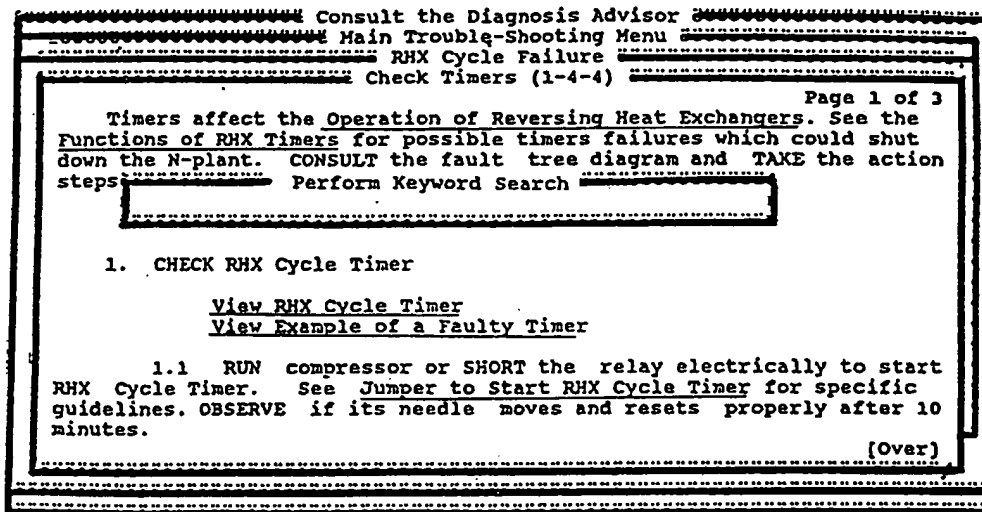 Consult the Diagnosis Advisor
Main Trouble-Shooting Menu
RHX Cycle Failure
Check Timers (1-4-4)
Page 1 of 3
Timers affect the Operation of Reversing Heat Exchangers. See the
Functions of RHX Timers for possible timers failures which could shut
down the N-plant. CONSULT the fault tree diagram and TAKE the action
steps
Perform Keyword Search
1. CHECK RHX Cycle Timer
View RHX Cycle Timer
View Example of a Faulty Timer
1.1 RUN compressor or SHORT the relay electrically to start
RHX Cycle Timer. See Jumper to Start RHX Cycle Timer for specific
guidelines. OBSERVE if its needle moves and resets properly after 10
minutes.
[Over]